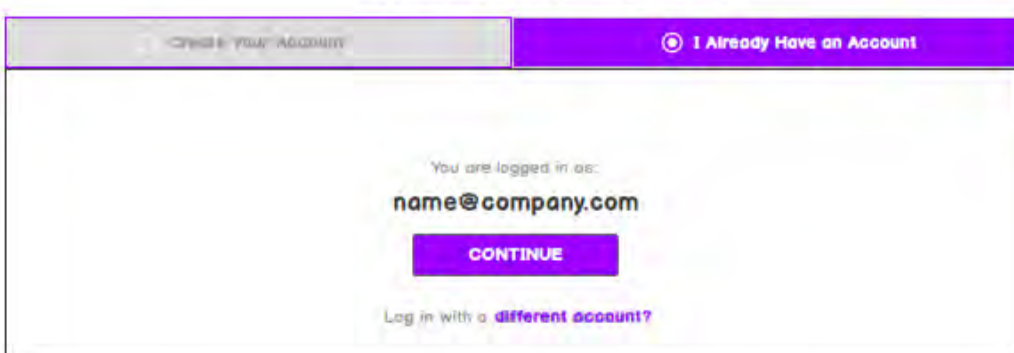 Create Your Account
I Already Have an Account
You are logged in as:
name@company.com
CONTINUE
Log in with a different account?